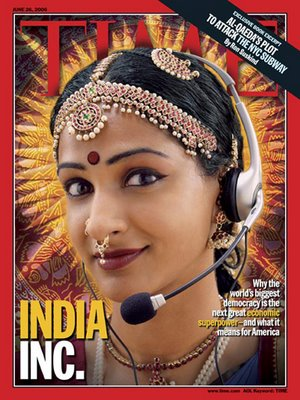 JUNE 26, 2006
EXCLUSIVE BOOK EXCERPT
AL-QAEDA'S PLOT
TO ATTACK THE NYC SUBWAY
By Ron Suskind
TIME
INDIA
INC.
Why the
world's biggest
democracy is the
next great economic
superpower—and what it
means for America
www.time.com AOL Keyword: TIME